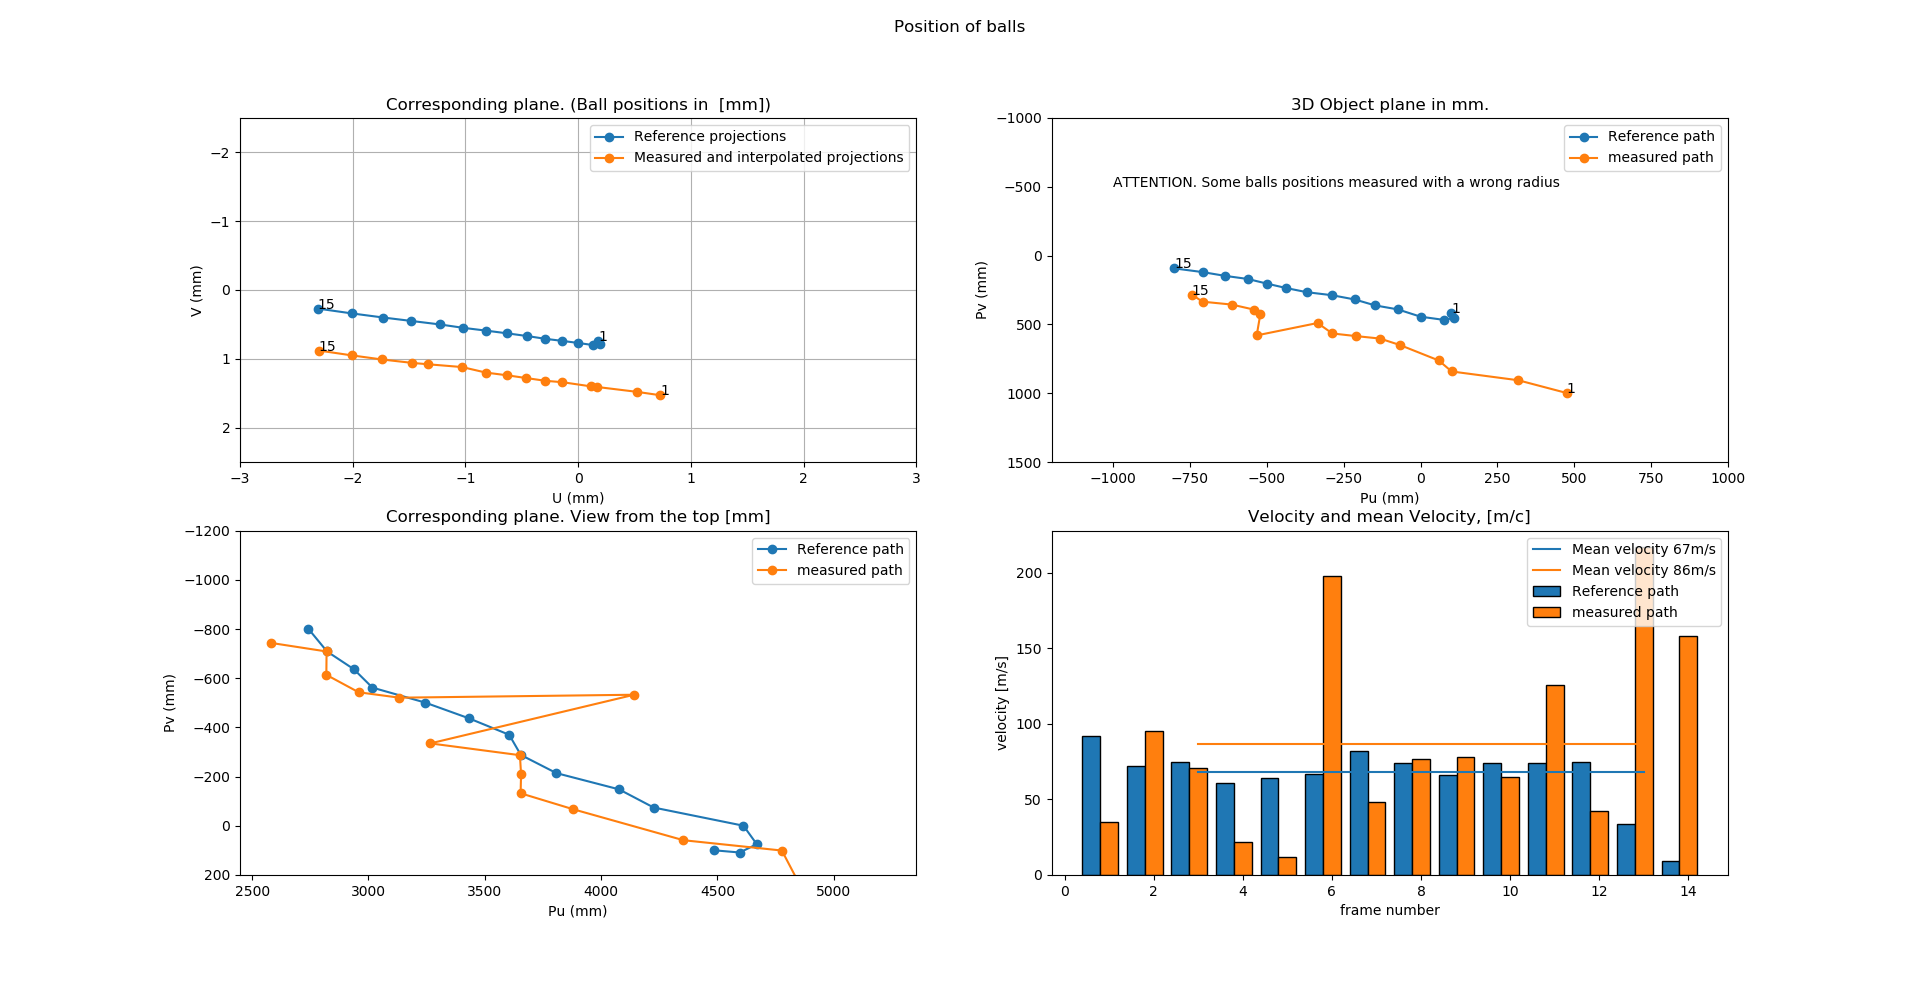 Position of balls
Corresponding plane. (Ball positions in  [mm])
−2
−1
0
1
2
V (mm)
−3
−2
−1
0
1
2
3
U (mm)
Reference projections
Measured and interpolated projections
15
1
15
1
3D Object plane in mm.
−1000
−500
0
500
1000
1500
Pv (mm)
−1000
−750
−500
−250
0
250
500
750
1000
Pu (mm)
Reference path
measured path
ATTENTION. Some balls positions measured with a wrong radius
15
1
15
1
Corresponding plane. View from the top [mm]
−1200
−1000
−800
−600
−400
−200
0
200
Pv (mm)
2500
3000
3500
4000
4500
5000
Pu (mm)
Reference path
measured path
Velocity and mean Velocity, [m/c]
200
150
100
50
0
velocity [m/s]
0
2
4
6
8
10
12
14
frame number
Mean velocity 67m/s
Mean velocity 86m/s
Reference path
measured path